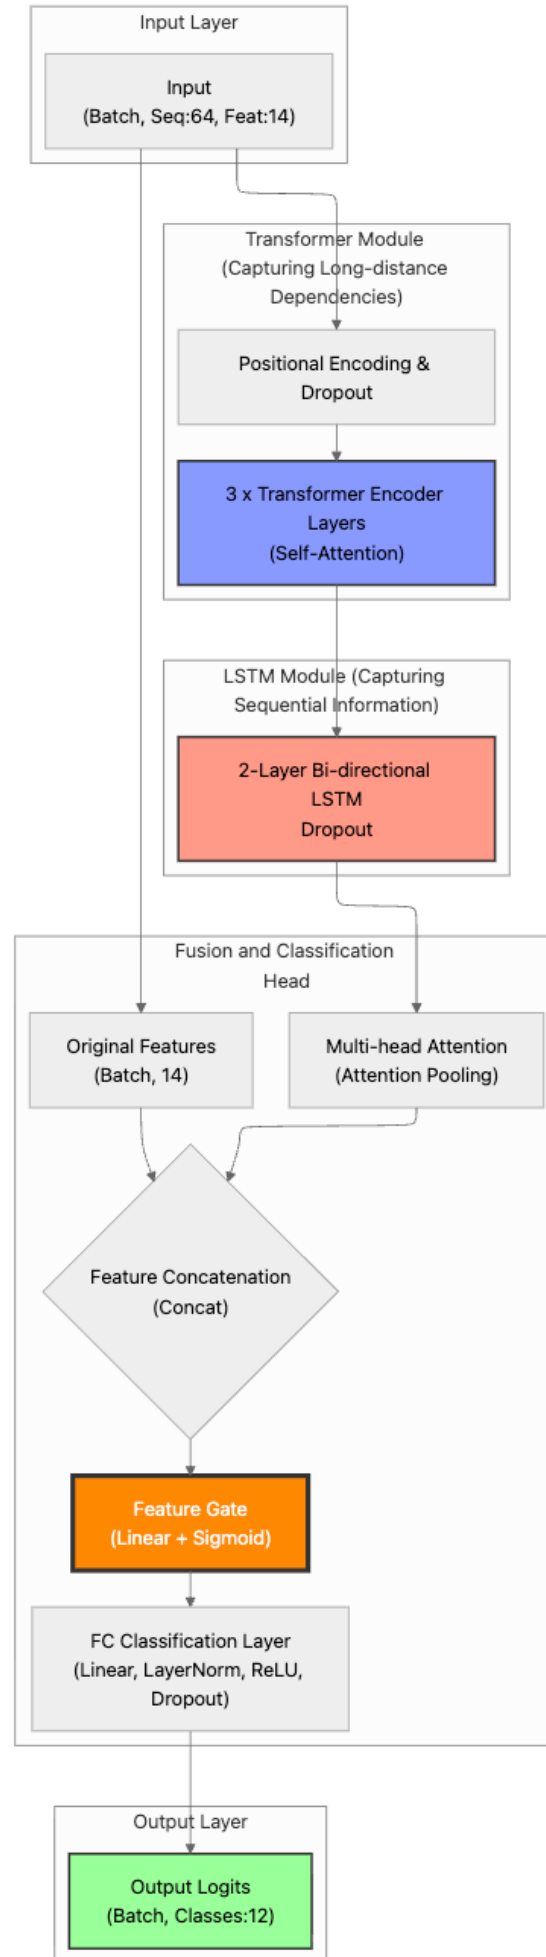 Input Layer
Input
(Batch, Seq:64, Feat:14)
Transformer Module
(Capturing Long-distance
Dependencies)
Positional Encoding &
Dropout
3 x Transformer Encoder
Layers
(Self-Attention)
LSTM Module (Capturing
Sequential Information)
2-Layer Bi-directional
LSTM
Dropout
Fusion and Classification
Head
Original Features
(Batch, 14)
Multi-head Attention
(Attention Pooling)
Feature Concatenation
(Concat)
Feature Gate
(Linear + Sigmoid)
FC Classification Layer
(Linear, LayerNorm, ReLU,
Dropout)
Output Layer
Output Logits
(Batch, Classes:12)